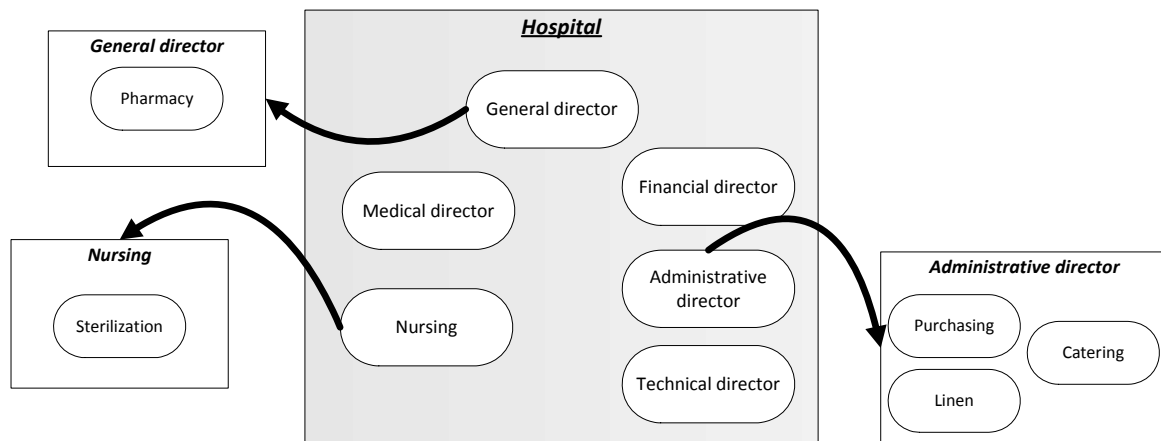 General director
Pharmacy
Nursing
Sterilization
Hospital
General director
Medical director
Financial director
Administrative
director
Nursing
Technical director
Administrative director
Purchasing
Catering
Linen